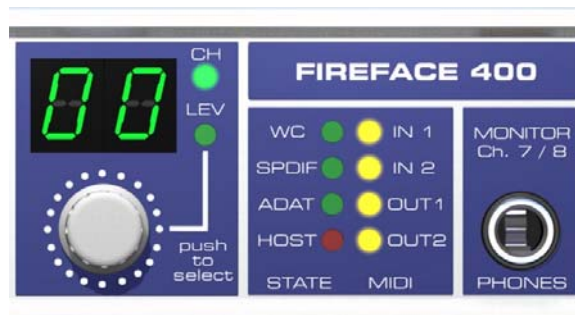 00
CH
LEV
push
to
select
FIREFACE 400
WC IN 1
SPDIF IN 2
ADAT OUT1
HOST OUT2
STATE MIDI
MONITOR
Ch. 7 / 8
PHONES